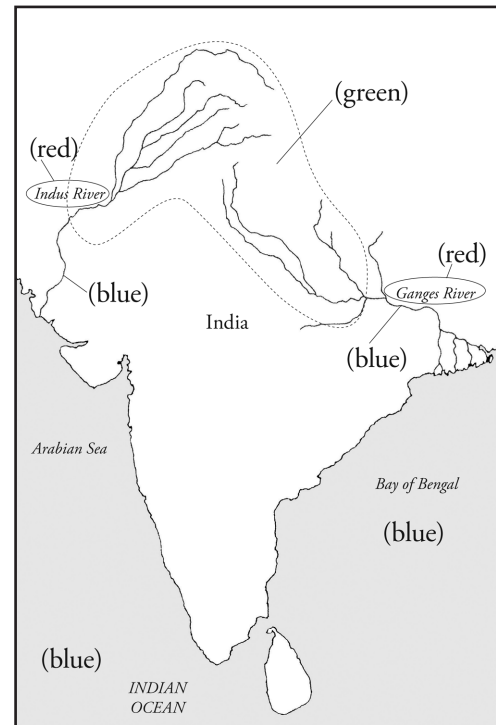 (green)
(red)
Indus River
(red)
(blue)
Ganges River
India
(blue)
Arabian Sea
Bay of Bengal
(blue)
(blue)
INDIAN
OCEAN